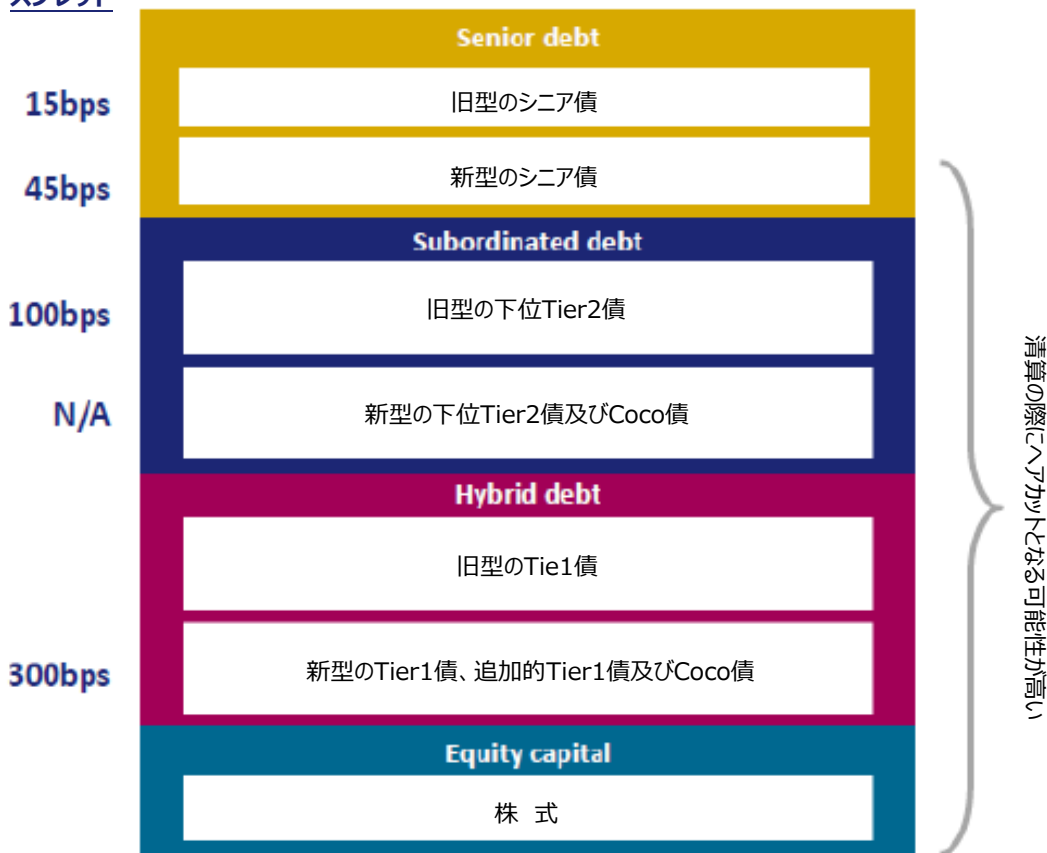 スプレッド
Senior debt
15bps
旧型のシニア債
45bps
新型のシニア債
Subordinated debt
100bps
旧型の下位Tier2債
N/A
新型の下位Tier2債及びCoco債
Hybrid debt
旧型のTie1債
300bps
新型のTier1債、追加的Tier1債及びCoco債
Equity capital
株 式
清算の際にヘアカットとなる可能性が高い